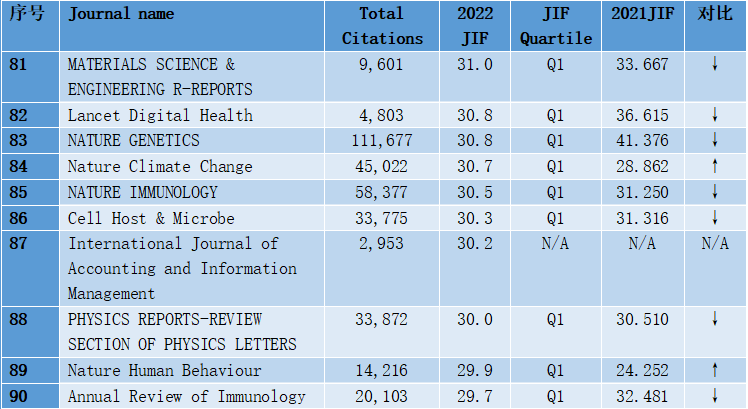 序号 Journal name Total Citations 2022 JIF JIF Quartile 2021JIF 对比
81 MATERIALS SCIENCE & ENGINEERING R-REPORTS 9,601 31.0 Q1 33.667 ↓
82 Lancet Digital Health 4,803 30.8 Q1 36.615 ↓
83 NATURE GENETICS 111,677 30.8 Q1 41.376 ↓
84 Nature Climate Change 45,022 30.7 Q1 28.862 ↑
85 NATURE IMMUNOLOGY 58,377 30.5 Q1 31.250 ↓
86 Cell Host & Microbe 33,775 30.3 Q1 31.316 ↓
87 International Journal of Accounting and Information Management 2,953 30.2 N/A N/A N/A
88 PHYSICS REPORTS-REVIEW SECTION OF PHYSICS LETTERS 33,872 30.0 Q1 30.510 ↓
89 Nature Human Behaviour 14,216 29.9 Q1 24.252 ↑
90 Annual Review of Immunology 20,103 29.7 Q1 32.481 ↓